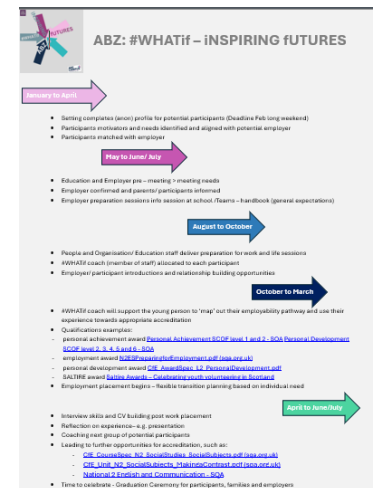 FUTURES
ABZ: #WHATif – iNSPIRING fUTURES
January to April
Setting completes (anon) profile for potential participants (Deadline Feb long weekend)
Participants motivators and needs identified and aligned with potential employer
Participants matched with employer
May to June/ July
Education and Employer pre – meeting > meeting needs
Employer confirmed and parents/ participants informed
Employer preparation sessions info session at school /Teams – handbook (general expectations)
August to October
People and Organisation/ Education staff deliver preparation for work and life sessions
#WHATif coach (member of staff) allocated to each participant
Employer/ participant introductions and relationship building opportunities
October to March
#WHATif coach will support the young person to 'map' out their employability pathway and use their
experience towards appropriate accreditation
Qualifications examples:
- personal achievement award Personal Achievement SCQF level 1 and 2 - SQA Personal Development
SCQF level 2, 3, 4, 5 and 6 - SQA
- employment award N2ESPreparingforEmployment.pdf (sqa.org.uk)
- personal development award CfE_AwardSpec_L2_PersonalDevelopment.pdf
- SALTIRE award Saltire Awards – Celebrating youth volunteering in Scotland
Employment placement begins – flexible transition planning based on individual need
April to June/July
Interview skills and CV building post work placement
Reflection on experience– e.g. presentation
Coaching next group of potential participants
Leading to further opportunities for accreditation, such as:
- CfE_CourseSpec_N2_SocialStudies_SocialSubjects.pdf (sqa.org.uk)
- CfE_Unit_N2_SocialSubjects_MakingaContrast.pdf (sqa.org.uk)
- National 2 English and Communication - SQA
Time to celebrate - Graduation Ceremony for participants, families and employers